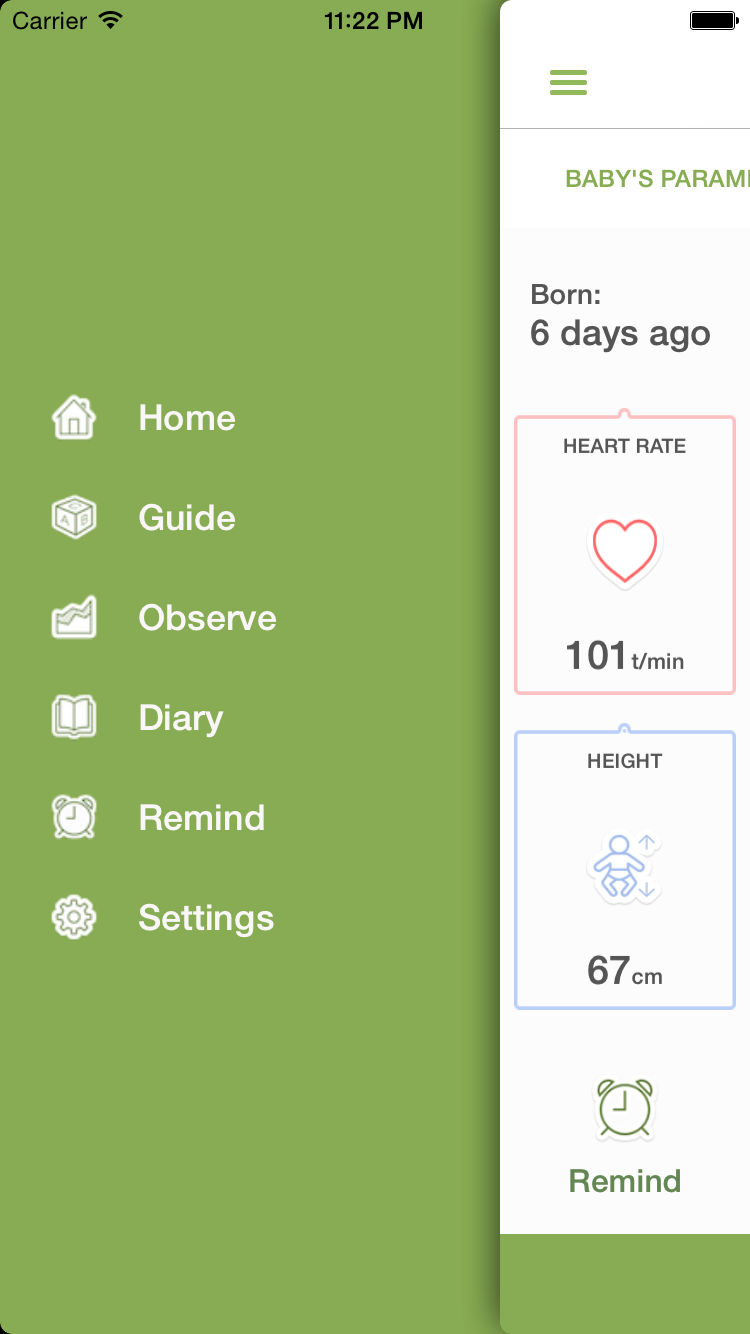 Carrier 11:22 PM
Home
Guide
Observe
Diary
Remind
Settings
BABY'S PARAM
Born:
6 days ago
HEART RATE
101 t/min
HEIGHT
67 cm
Remind